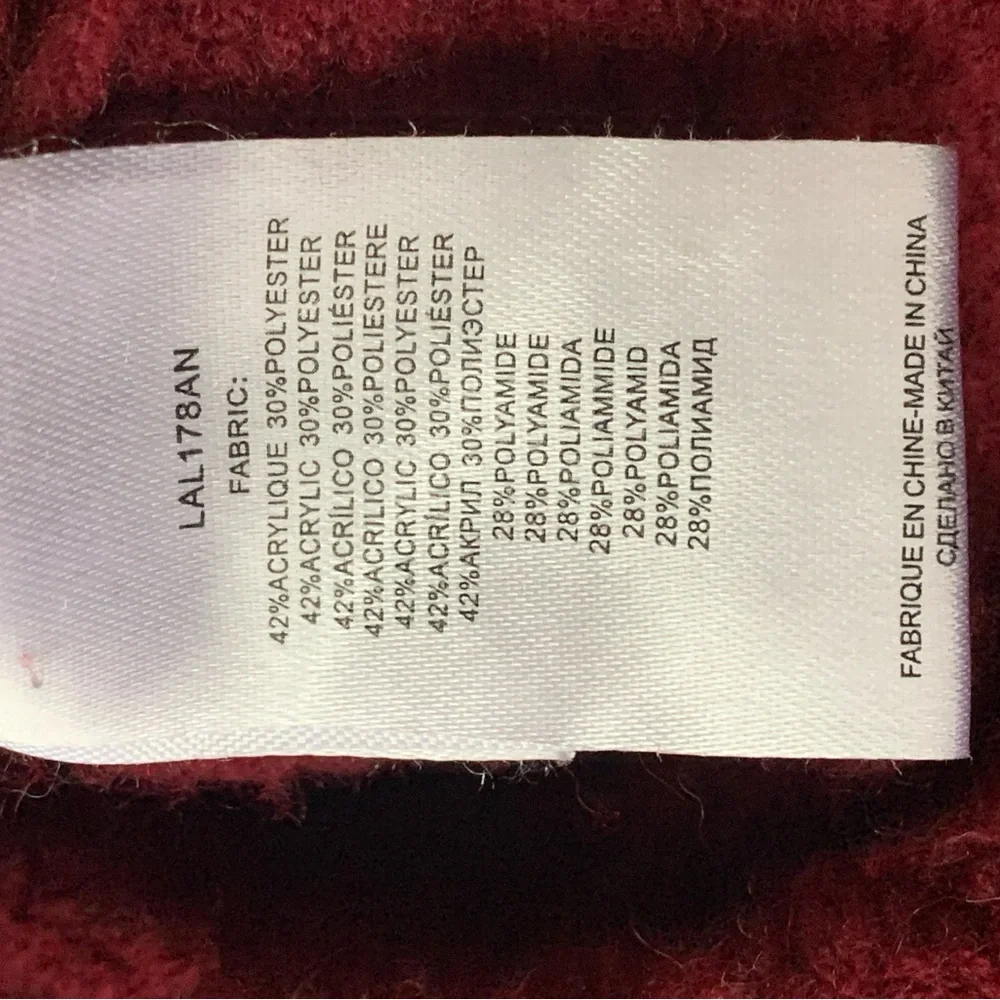 LAL178AN
FABRIC:
42%ACRYLIQUE 30%POLYESTER
42%ACRYLIC 30%POLYESTER
42%ACRÍLICO 30%POLIÉSTER
42%ACRILICO 30%POLIESTERE
42%ACRYLIC 30%POLYESTER
42%ACRÍLICO 30%POLIÉSTER
42%АКРИЛ 30%ПОЛИЭСТЕР
28%POLYAMIDE
28%POLYAMIDE
28%POLIAMIDA
28%POLIAMMIDE
28%POLYAMID
28%POLIAMIDA
28%ПОЛИАМИД
FABRIQUE EN CHINE-MADE IN CHINA
СДЕЛАНО В КИТАЙ